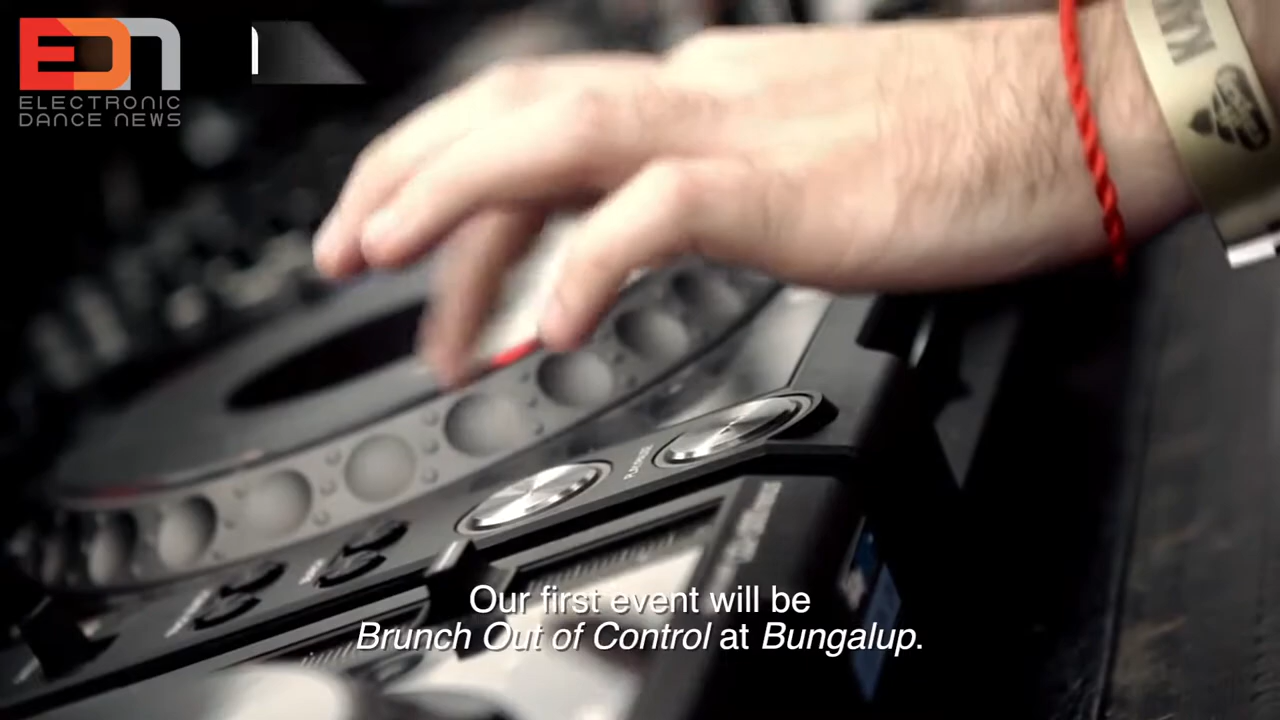 EDN
ELECTRONIC
DANCE NEWS
Our first event will be
Brunch Out of Control at Bungalup.